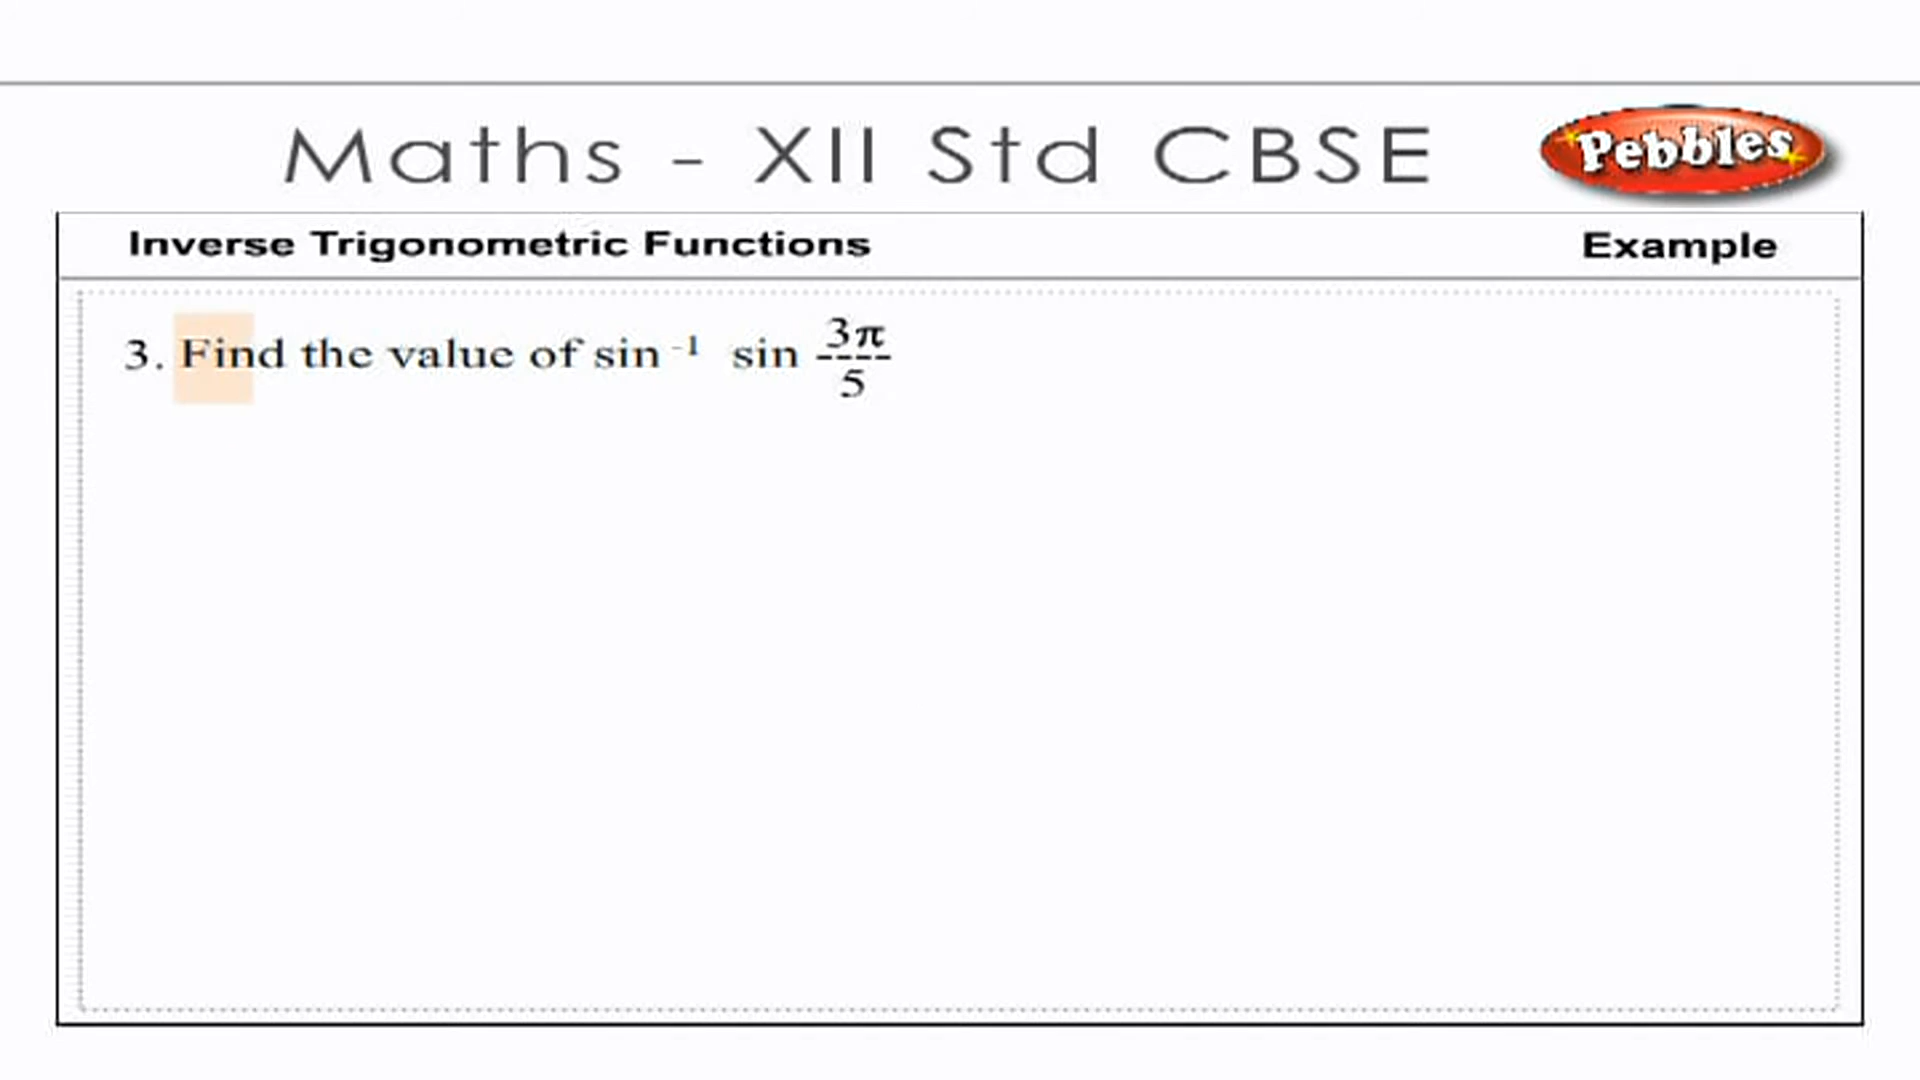 Maths - XII Std CBSE
Pebbles
Inverse Trigonometric Functions
Example
3. Find the value of sin⁻¹ sin 3π/5